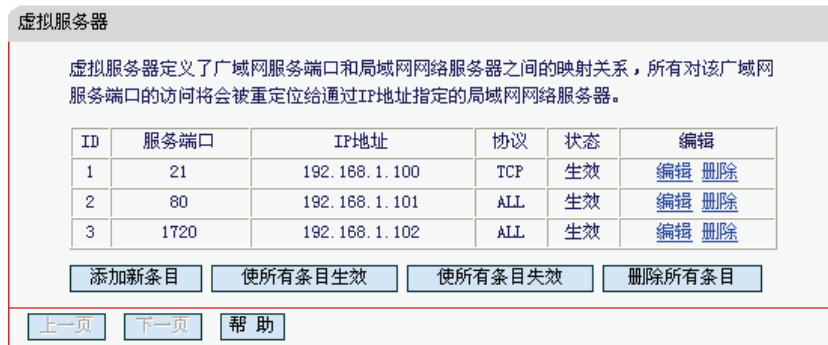 虚拟服务器
虚拟服务器定义了广域网服务端口和局域网网络服务器之间的映射关系，所有对该广域网
服务端口的访问将会被重定位给通过IP地址指定的局域网网络服务器。
ID 服务端口 IP地址 协议 状态 编辑
1 21 192.168.1.100 TCP 生效 编辑 删除
2 80 192.168.1.101 ALL 生效 编辑 删除
3 1720 192.168.1.102 ALL 生效 编辑 删除
添加新条目 使所有条目生效 使所有条目失效 删除所有条目
上一页 下一页 帮 助